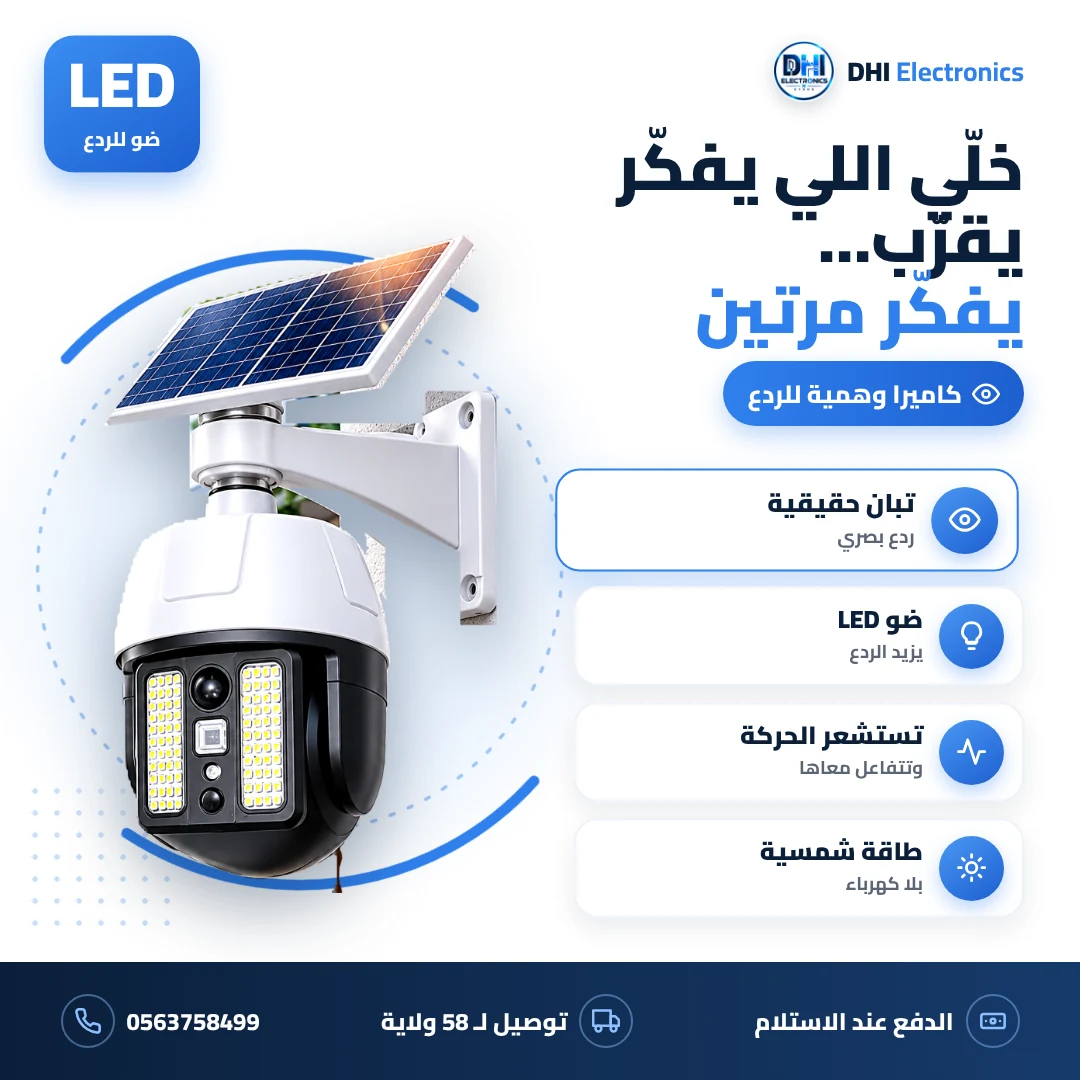 LED
ضو للردع
DHI
ELECTRONICS
DHI Electronics
خلّي اللي يفكّر
يقرّب...
يفكّر مرتين
كاميرا وهمية للردع
تبان حقيقية
ردع بصري
ضو LED
يزيد الردع
تستشعر الحركة
وتتفاعل معاها
طاقة شمسية
بلا كهرباء
الدفع عند الاستلام
توصيل لـ 58 ولاية
0563758499